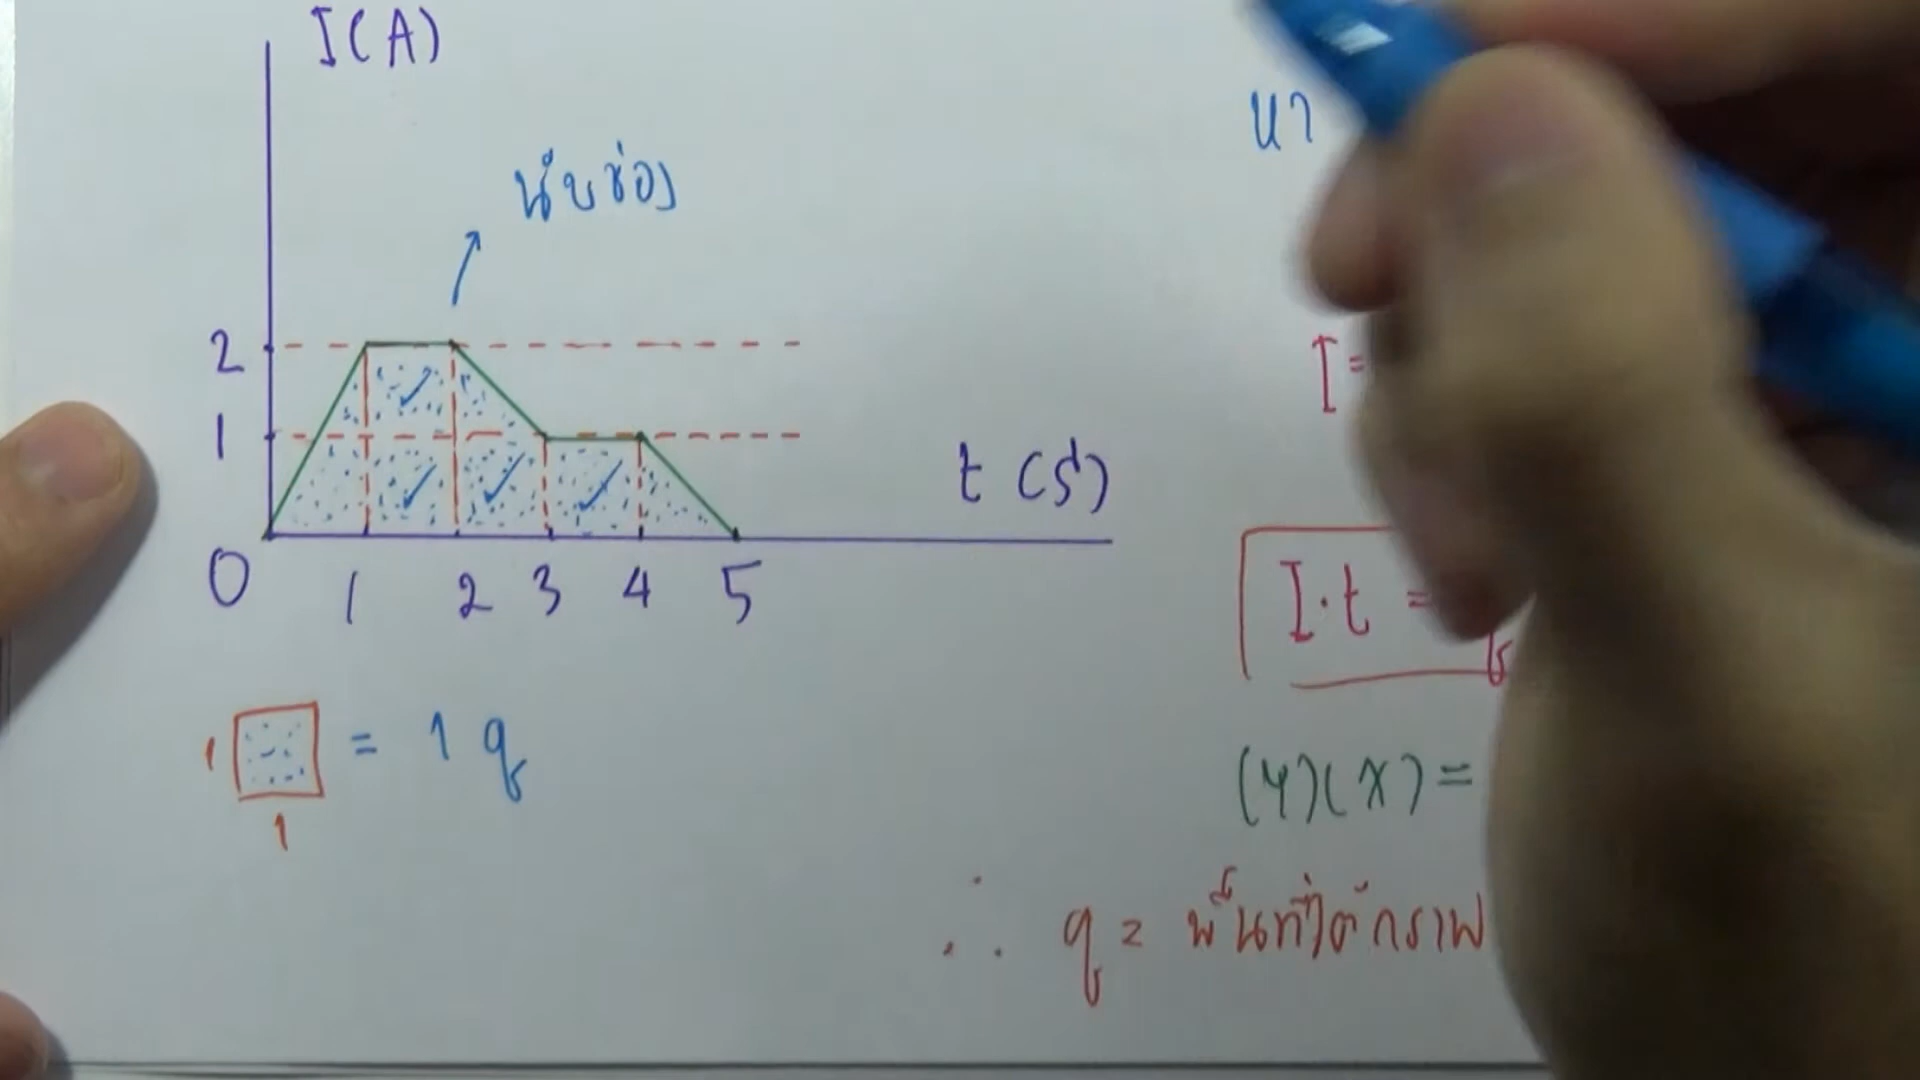 I(A)
นับช่อง
2
1
t (s)
0 1 2 3 4 5
1 = 1 q
1
หา
I =
I·t = q
(y)(x) =
∴ q = พื้นที่ใต้กราฟ